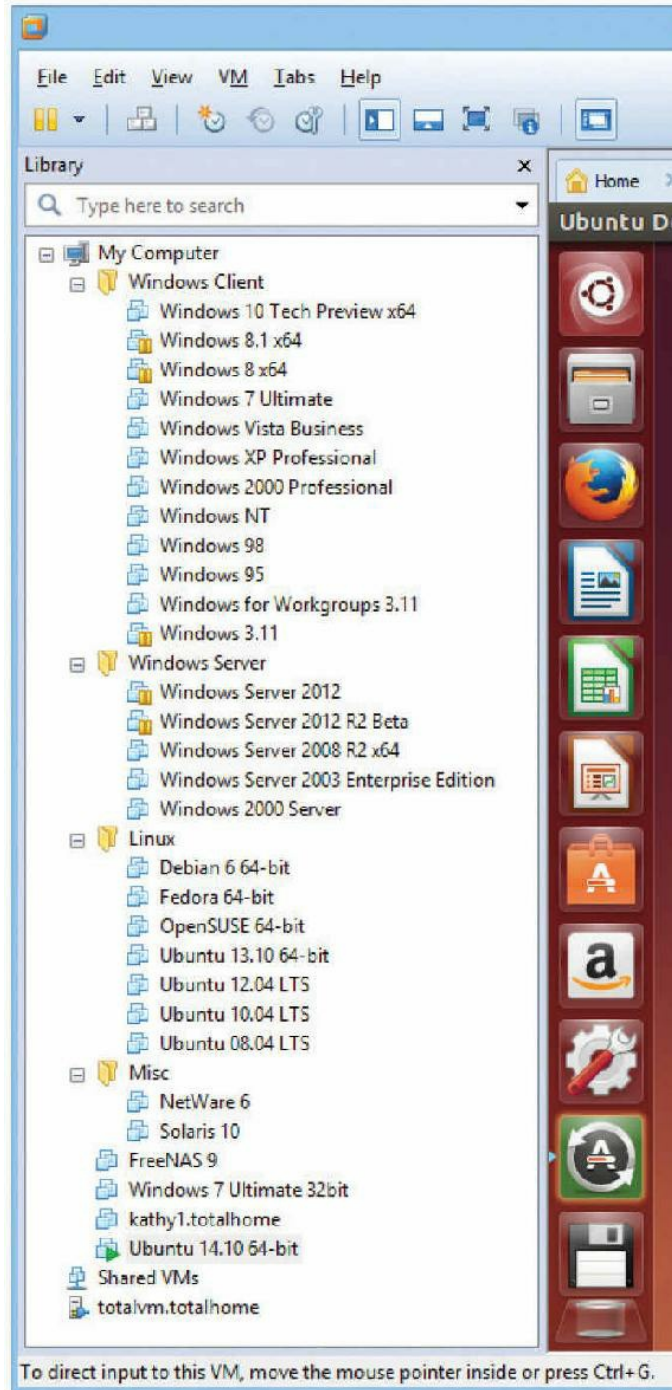 File Edit View VM Tabs Help
Library
Home
Type here to search
Ubuntu D
My Computer
Windows Client
Windows 10 Tech Preview x64
Windows 8.1 x64
Windows 8 x64
Windows 7 Ultimate
Windows Vista Business
Windows XP Professional
Windows 2000 Professional
Windows NT
Windows 98
Windows 95
Windows for Workgroups 3.11
Windows 3.11
Windows Server
Windows Server 2012
Windows Server 2012 R2 Beta
Windows Server 2008 R2 x64
Windows Server 2003 Enterprise Edition
Windows 2000 Server
Linux
Debian 6 64-bit
Fedora 64-bit
OpenSUSE 64-bit
Ubuntu 13.10 64-bit
Ubuntu 12.04 LTS
Ubuntu 10.04 LTS
Ubuntu 08.04 LTS
Misc
NetWare 6
Solaris 10
FreeNAS 9
Windows 7 Ultimate 32bit
kathy1.totalhome
Ubuntu 14.10 64-bit
Shared VMs
totalvm.totalhome
a
To direct input to this VM, move the mouse pointer inside or press Ctrl+G.